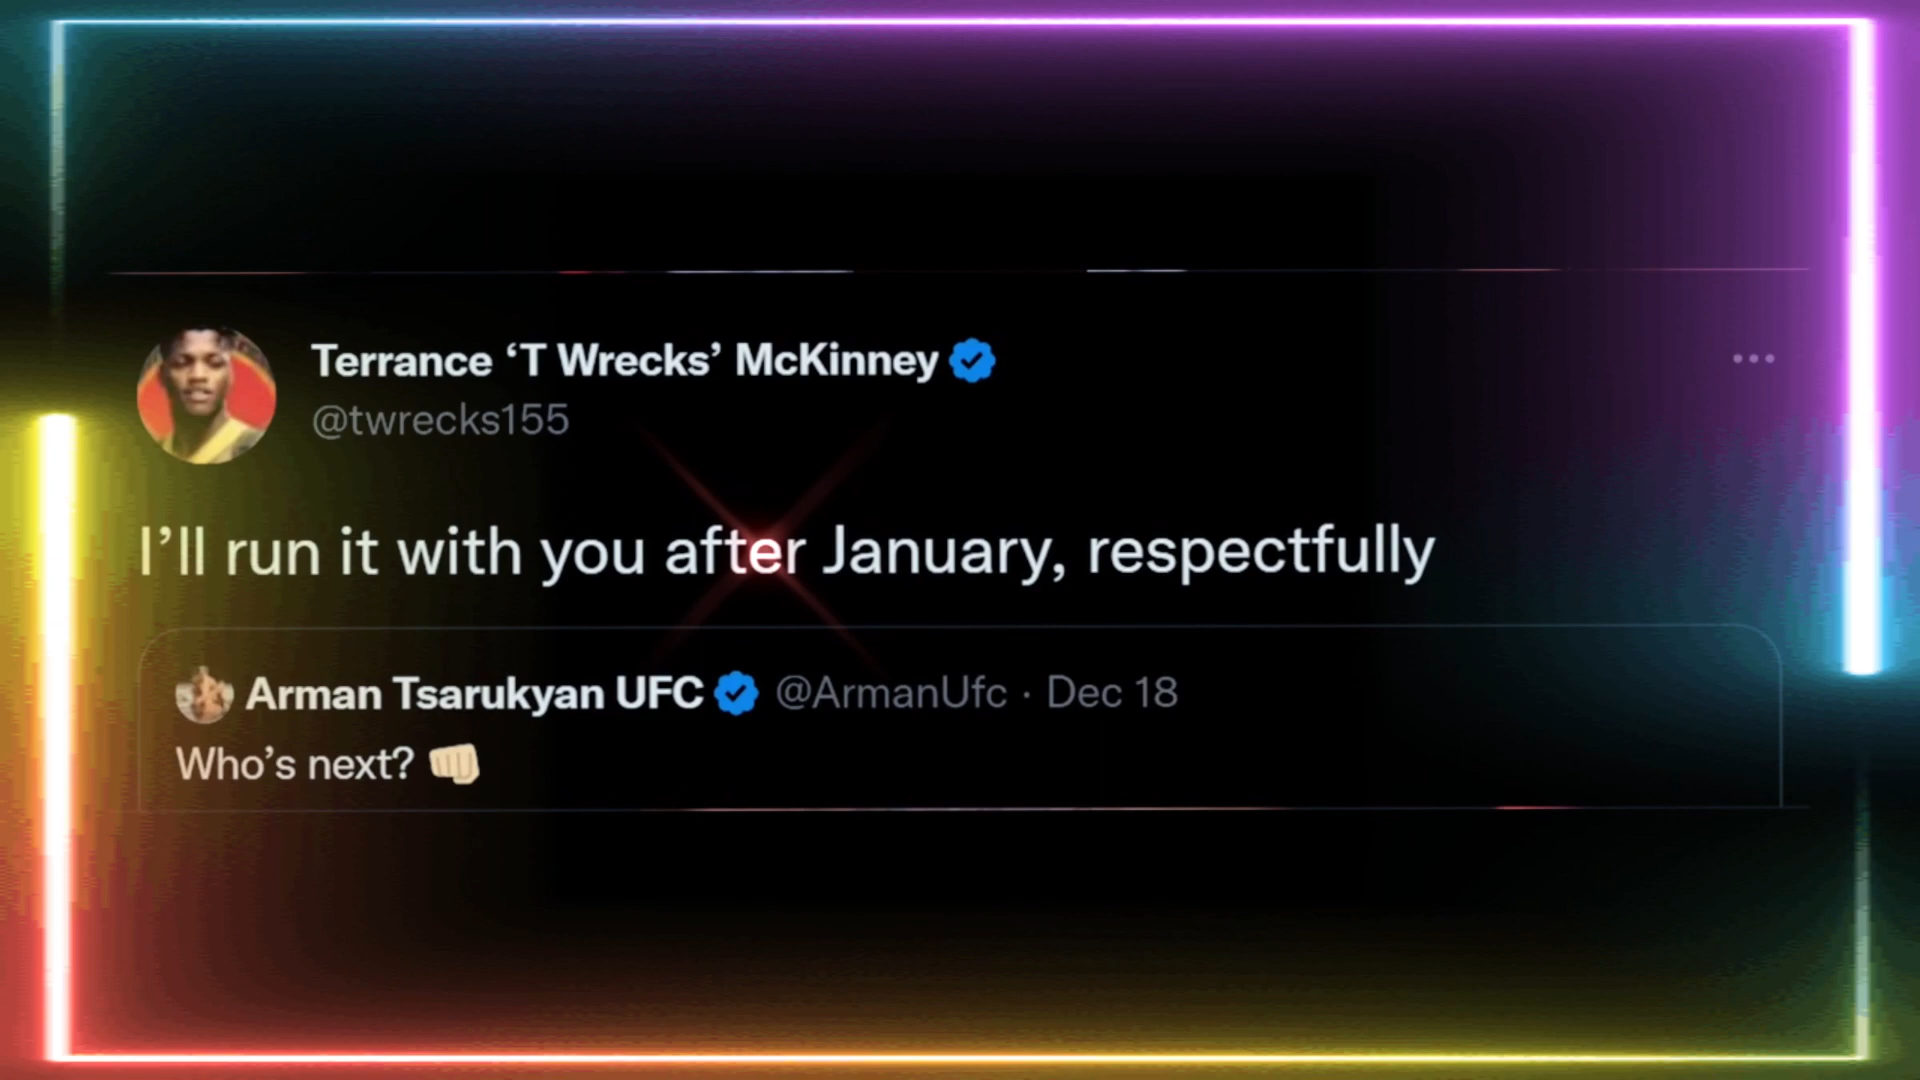 Terrance ‘T Wrecks’ McKinney
@twrecks155
I’ll run it with you after January, respectfully
Arman Tsarukyan UFC @ArmanUfc · Dec 18
Who’s next? 👊🏼